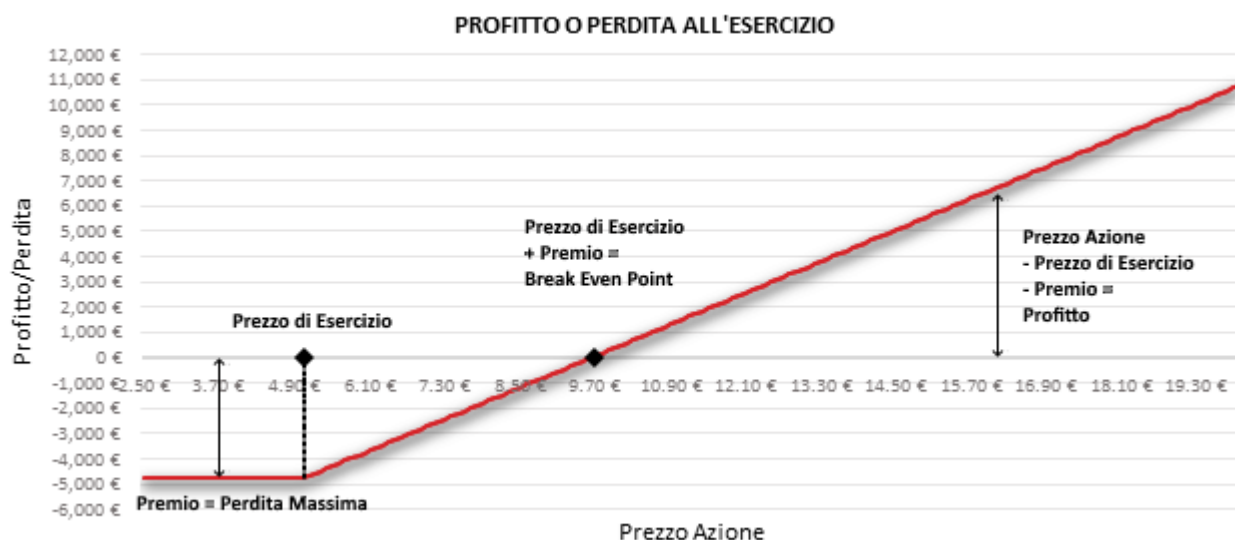 PROFITTO O PERDITA ALL'ESERCIZIO
12,000 €
11,000 €
10,000 €
9,000 €
8,000 €
7,000 €
6,000 €
5,000 €
4,000 €
3,000 €
2,000 €
1,000 €
0 €
-1,000 €
-2,000 €
-3,000 €
-4,000 €
-5,000 €
-6,000 €
Profitto/Perdita
Prezzo di Esercizio
Prezzo di Esercizio
+ Premio =
Break Even Point
Prezzo Azione
- Prezzo di Esercizio
- Premio =
Profitto
2.50 € 3.70 € 4.90 € 6.10 € 7.30 € 8.50 € 9.70 € 10.90 € 12.10 € 13.30 € 14.50 € 15.70 € 16.90 € 18.10 € 19.30 €
Premio = Perdita Massima
Prezzo Azione